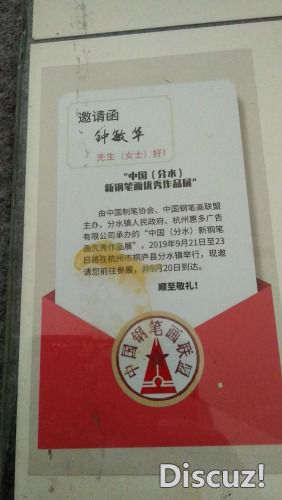 邀请函
钟敏华
先生（女士）好！
“中国（分水）
新钢笔画优秀作品展”
由中国制笔协会、中国钢笔画联盟
主办，分水镇人民政府、杭州惠多广告
有限公司承办的“中国（分水）新钢笔
画优秀作品展”，2019年9月21日至23
日将在杭州市桐庐县分水镇举行，现邀
请您前往参展，并9月20日到达。
顺至敬礼！
中国钢笔画联盟
Discuz!